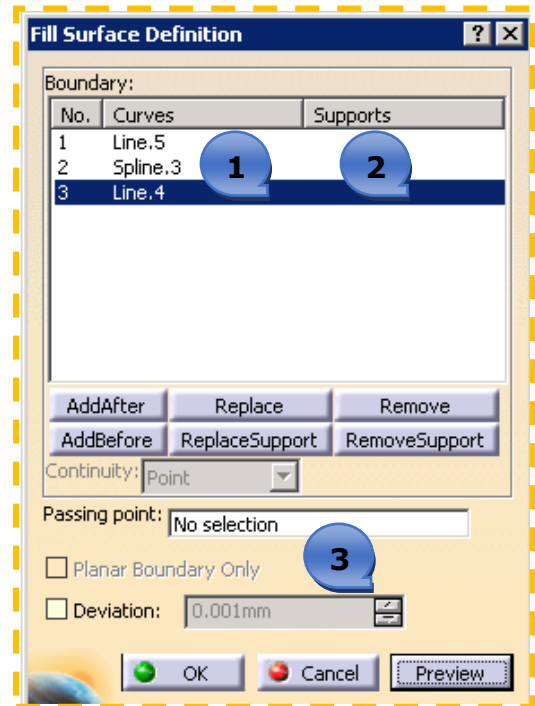 Fill Surface Definition ? X
Boundary:
No. Curves Supports
1 Line.5
2 Spline.3
3 Line.4
1 2
AddAfter Replace Remove
AddBefore ReplaceSupport RemoveSupport
Continuity: Point
Passing point: No selection
3
Planar Boundary Only
Deviation: 0.001mm
OK Cancel Preview